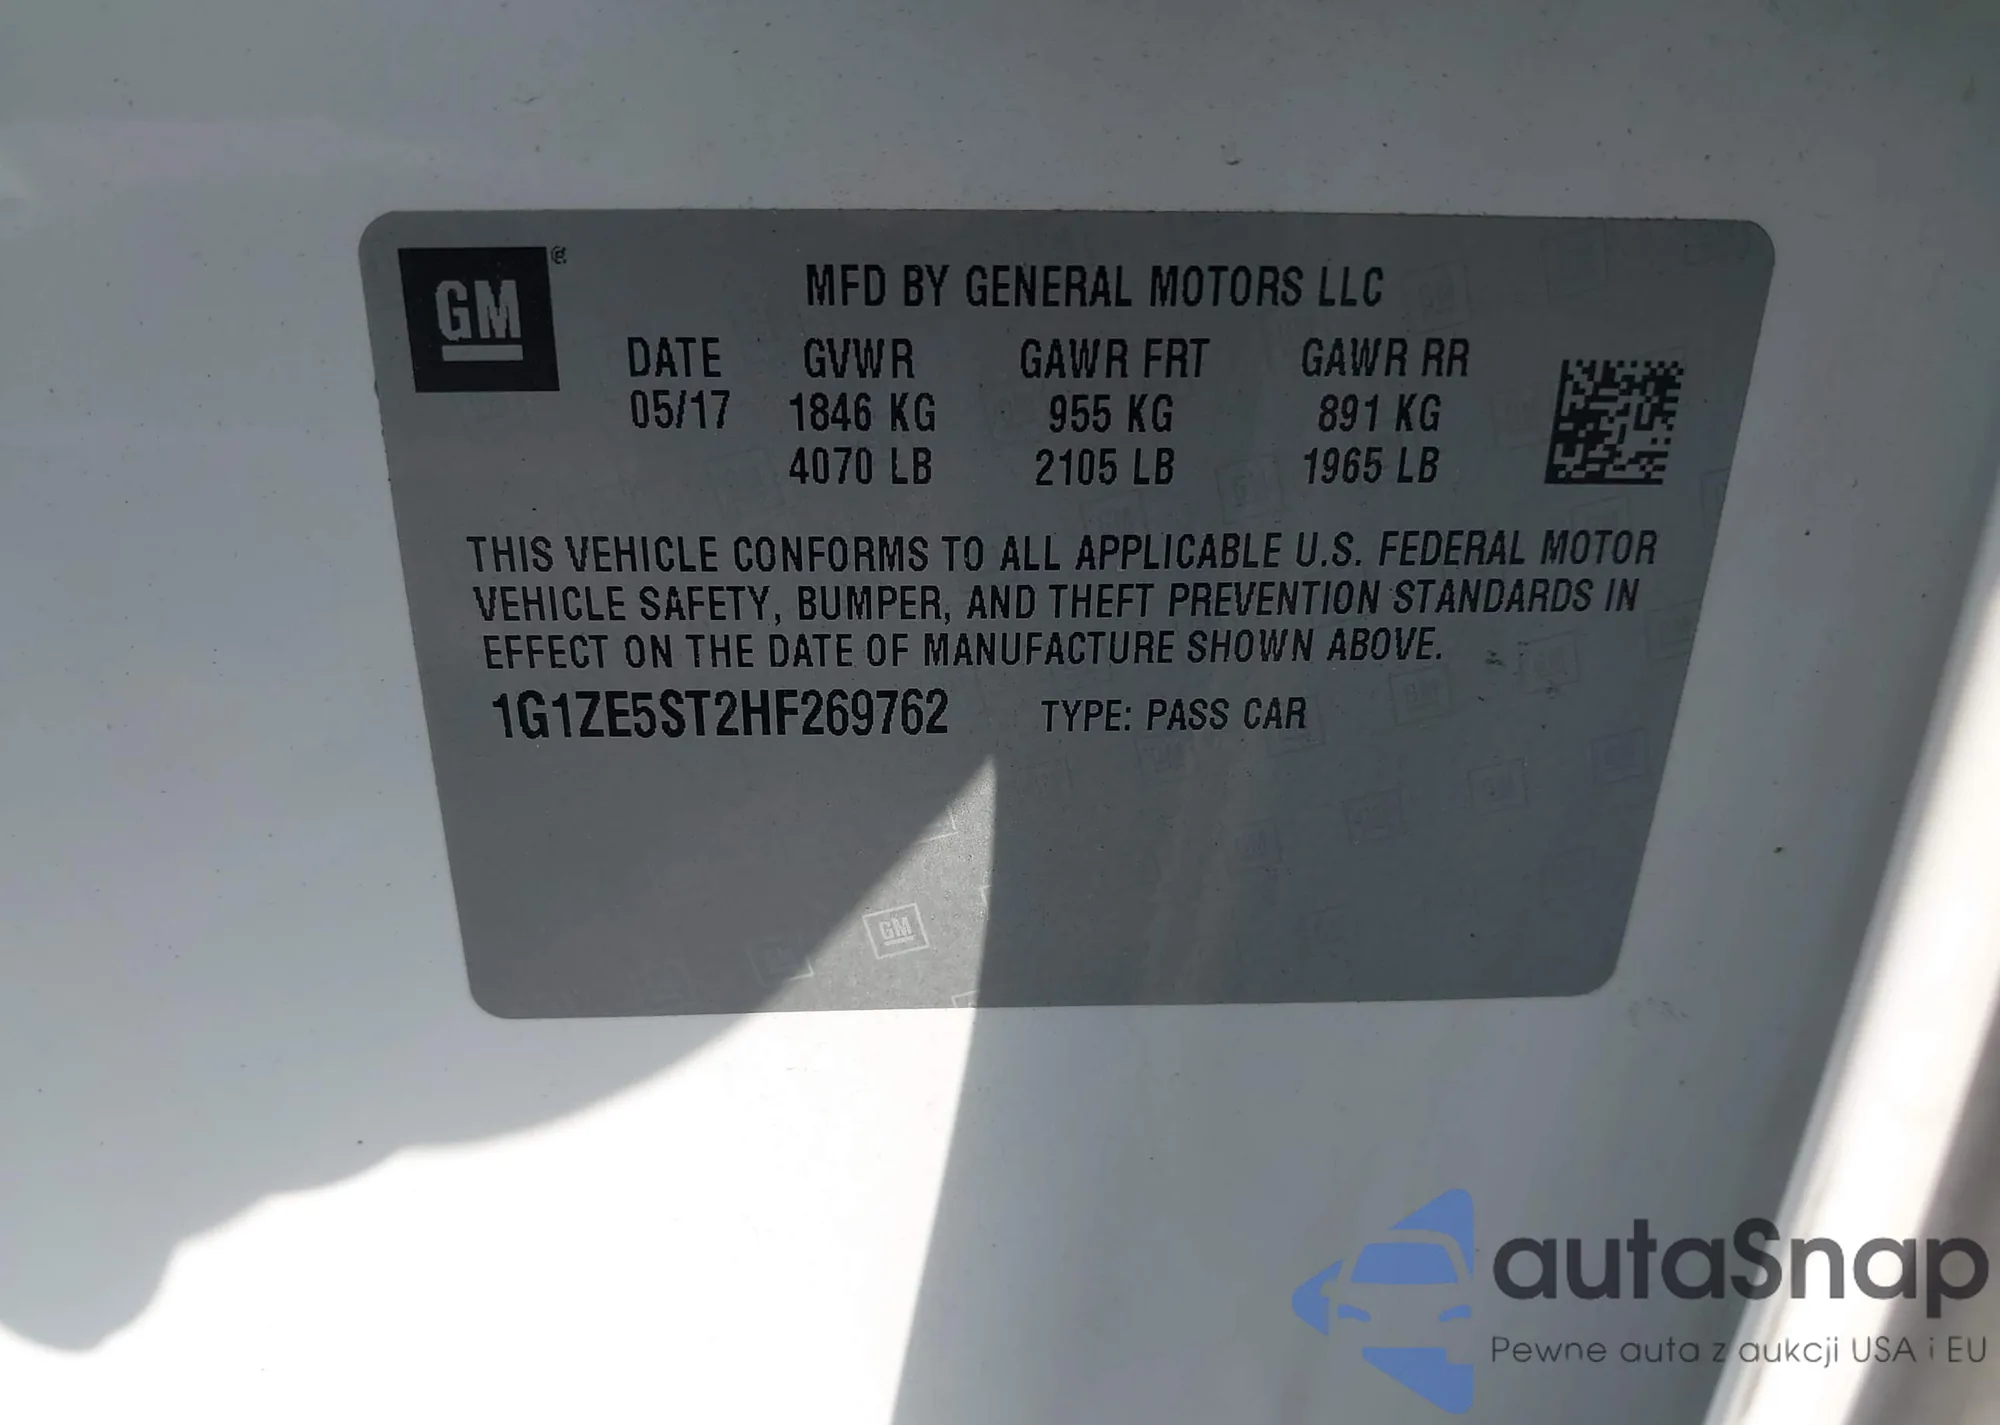 GM
MFD BY GENERAL MOTORS LLC
DATE GVWR GAWR FRT GAWR RR
05/17 1846 KG 955 KG 891 KG
4070 LB 2105 LB 1965 LB
THIS VEHICLE CONFORMS TO ALL APPLICABLE U.S. FEDERAL MOTOR
VEHICLE SAFETY, BUMPER, AND THEFT PREVENTION STANDARDS IN
EFFECT ON THE DATE OF MANUFACTURE SHOWN ABOVE.
1G1ZE5ST2HF269762 TYPE: PASS CAR
GM
autaSnap
Pewne auta z aukcji USA i EU